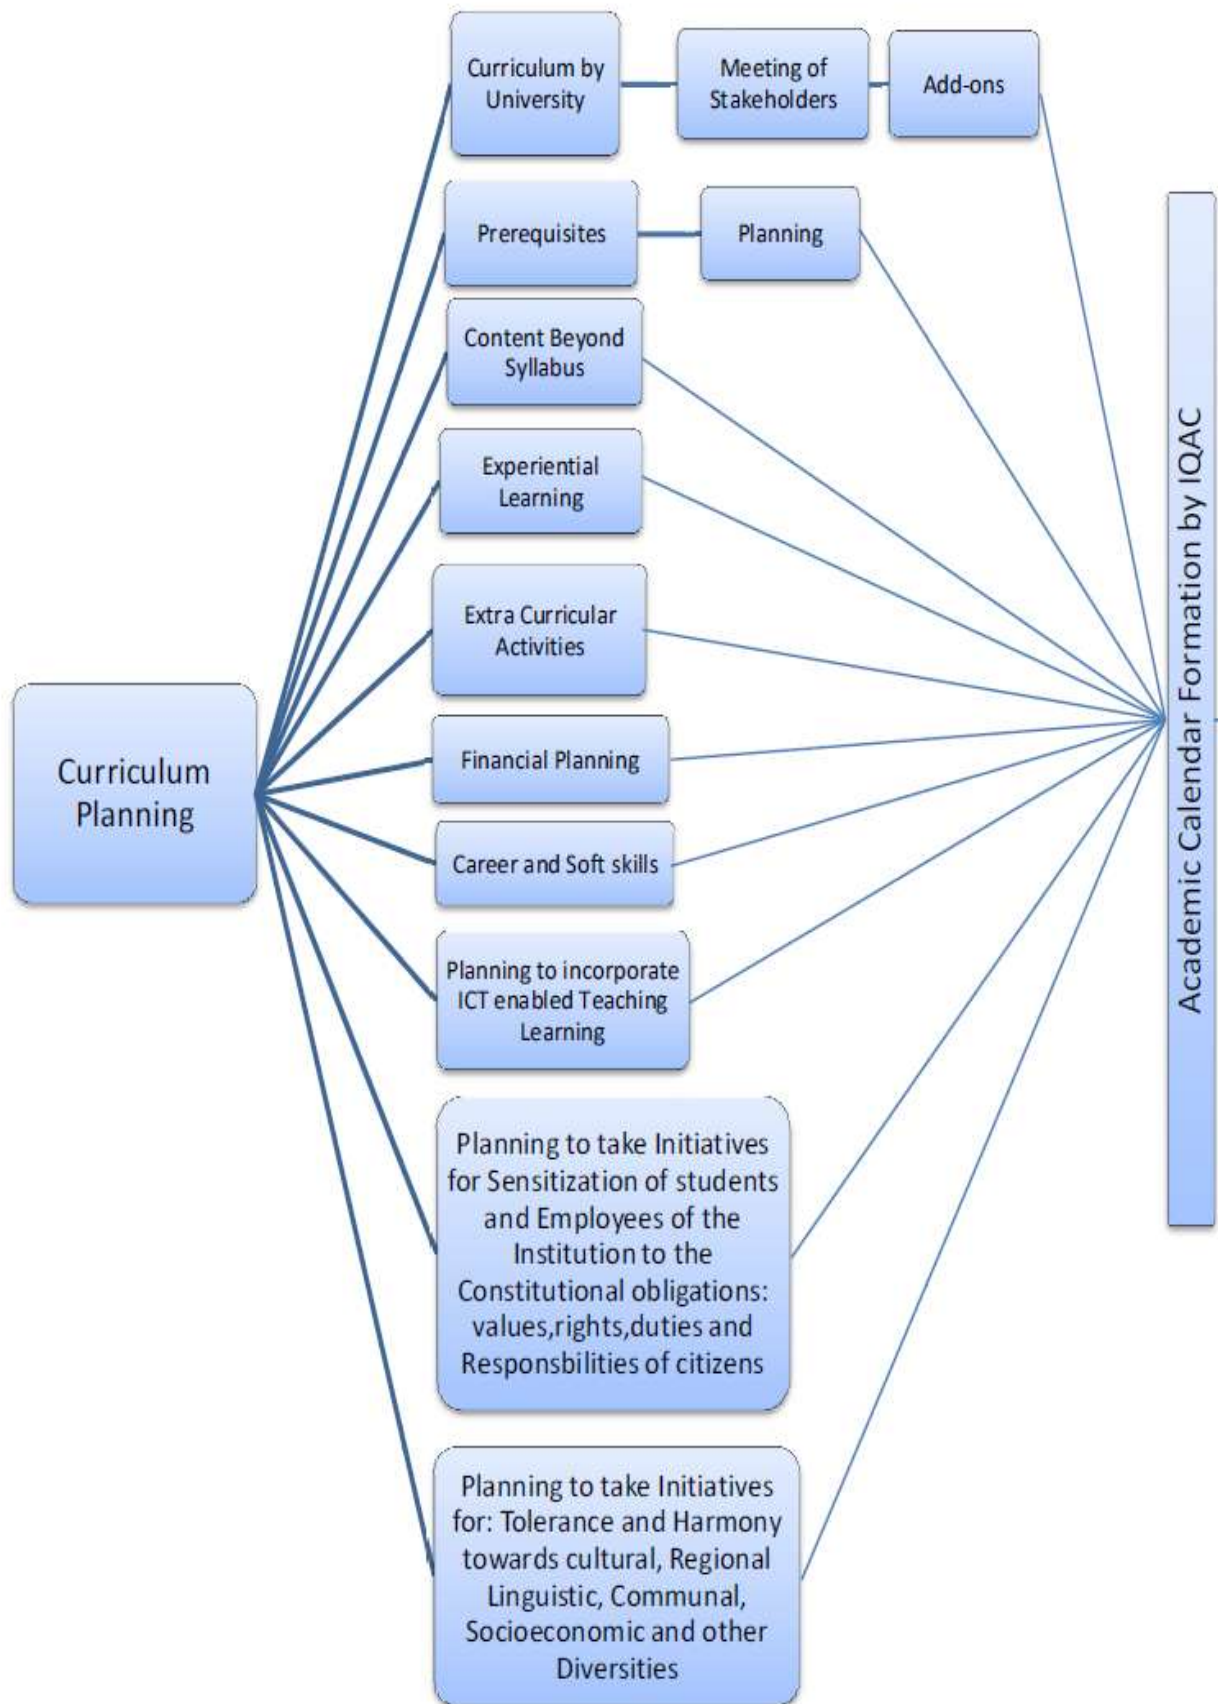 Curriculum by
University
Meeting of
Stakeholders
Add-ons
Prerequisites
Planning
Content Beyond
Syllabus
Experiential
Learning
Extra Curricular
Activities
Curriculum
Planning
Financial Planning
Career and Soft skills
Planning to incorporate
ICT enabled Teaching
Learning
Planning to take Initiatives
for Sensitization of students
and Employees of the
Institution to the
Constitutional obligations:
values,rights,duties and
Responsbilities of citizens
Planning to take Initiatives
for: Tolerance and Harmony
towards cultural, Regional
Linguistic, Communal,
Socioeconomic and other
Diversities
Academic Calendar Formation by IQAC